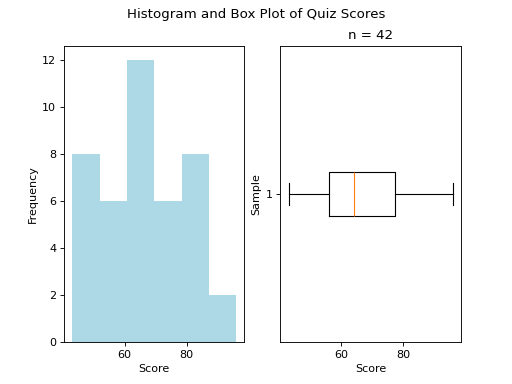 Histogram and Box Plot of Quiz Scores
n = 42
12
10
8
6
4
2
0
Frequency
60 80
Score
Sample
1
60 80
Score